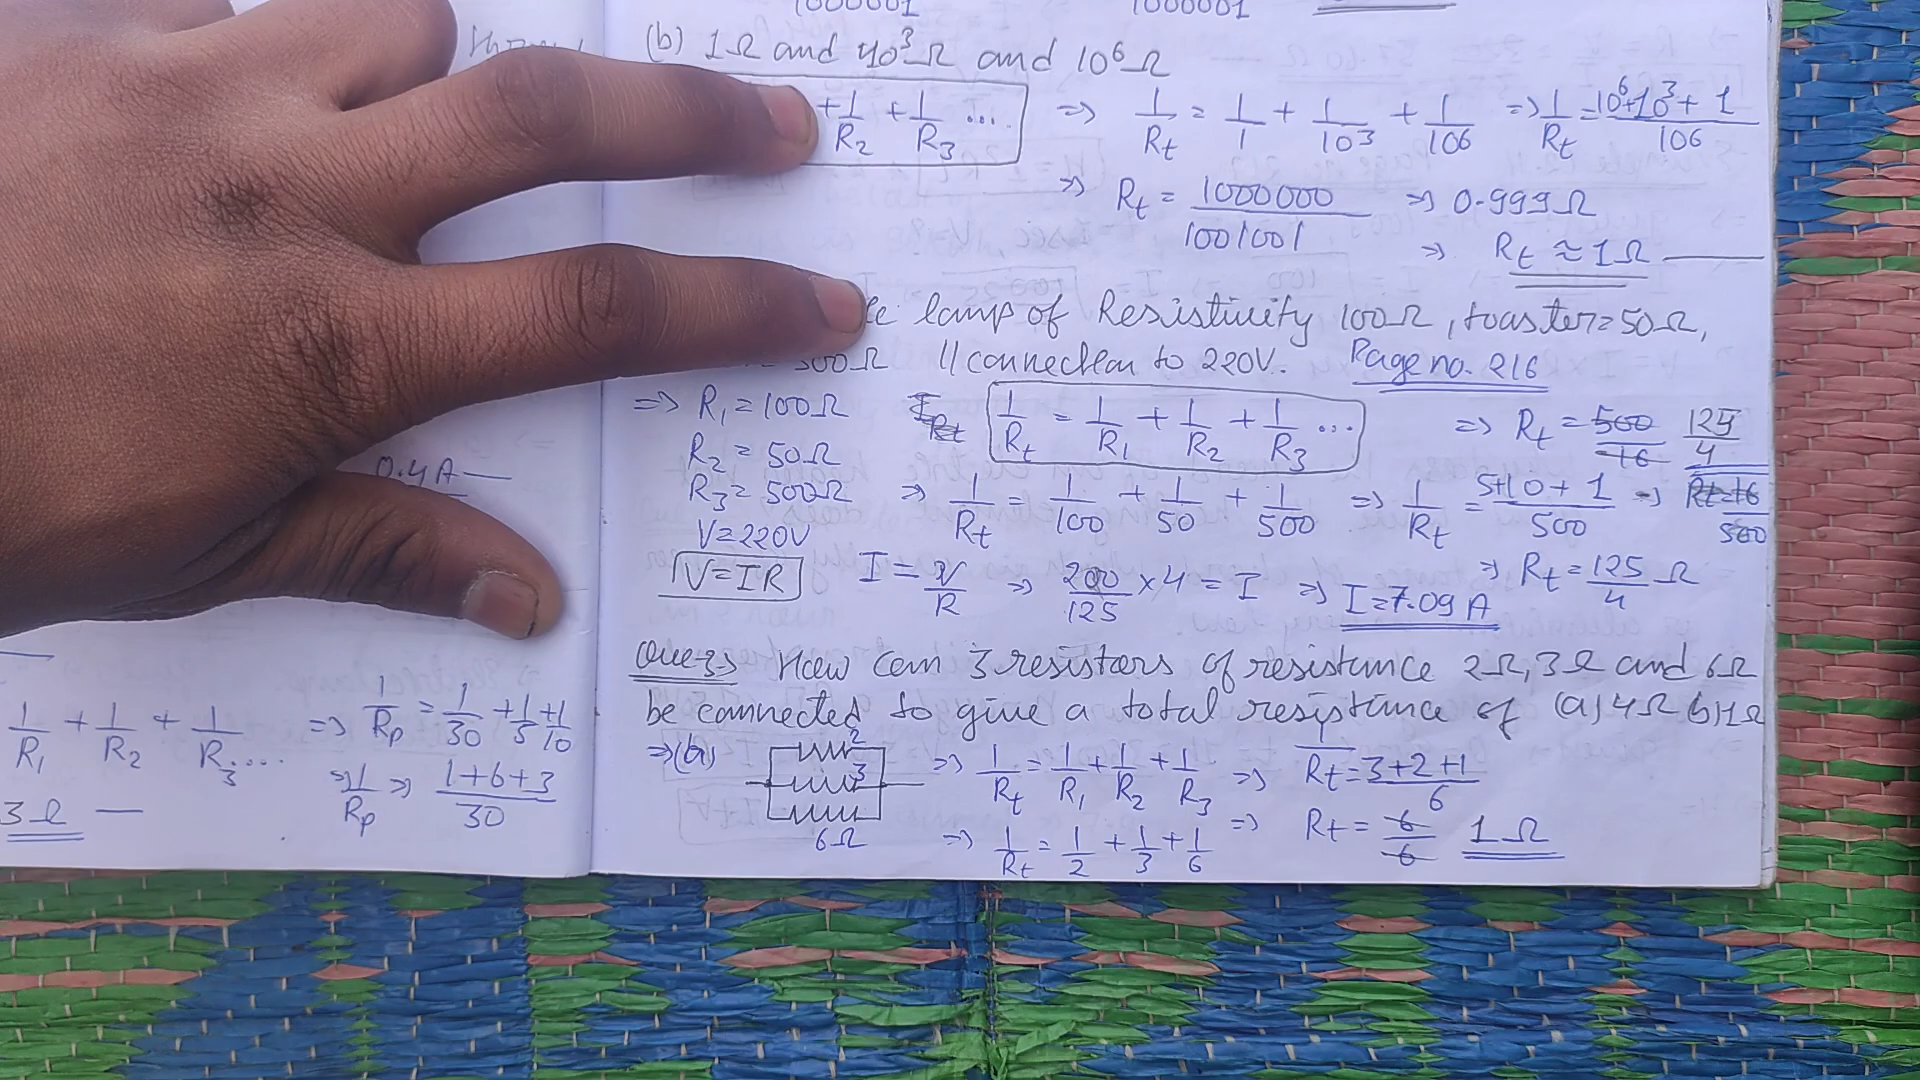 1000001 1000001
(b) 1Ω and 10³Ω and 10⁶Ω
+ 1/R₂ + 1/R₃ ... => 1/Rt = 1/1 + 1/10³ + 1/106 => 1/Rt = 10⁶+10³+1/106
=> Rt = 1000000/1001001 => 0.999Ω
=> Rt ≈ 1Ω
lamp of Resistivity 100Ω, toaster=50Ω,
500Ω || connection to 220V. Page no. 216
=> R₁ = 100Ω 1/Rt = 1/R₁ + 1/R₂ + 1/R₃ ... => Rt = 500/16 125/4
R₂ = 50Ω
R₃ = 500Ω => 1/Rt = 1/100 + 1/50 + 1/500 => 1/Rt = 5+10+1/500 => Rt=16/500
V=220V
V=IR I = V/R => 200/125 × 4 = I => I=7.09A => Rt = 125/4 Ω
Que=3=> How can 3 resistors of resistance 2Ω, 3Ω and 6Ω
be connected to give a total resistance of (a) 4Ω b) 1Ω
=> 2 3 6Ω => 1/Rt = 1/R₁ + 1/R₂ + 1/R₃ => Rt = 3+2+1/6
=> 1/Rt = 1/2 + 1/3 + 1/6 => Rt = 6/6 1Ω
0.4A
1/R₁ + 1/R₂ + 1/R₃.... => 1/Rp = 1/30 + 1/5 + 1/10
=> 1/Rp => 1+6+3/30
3Ω